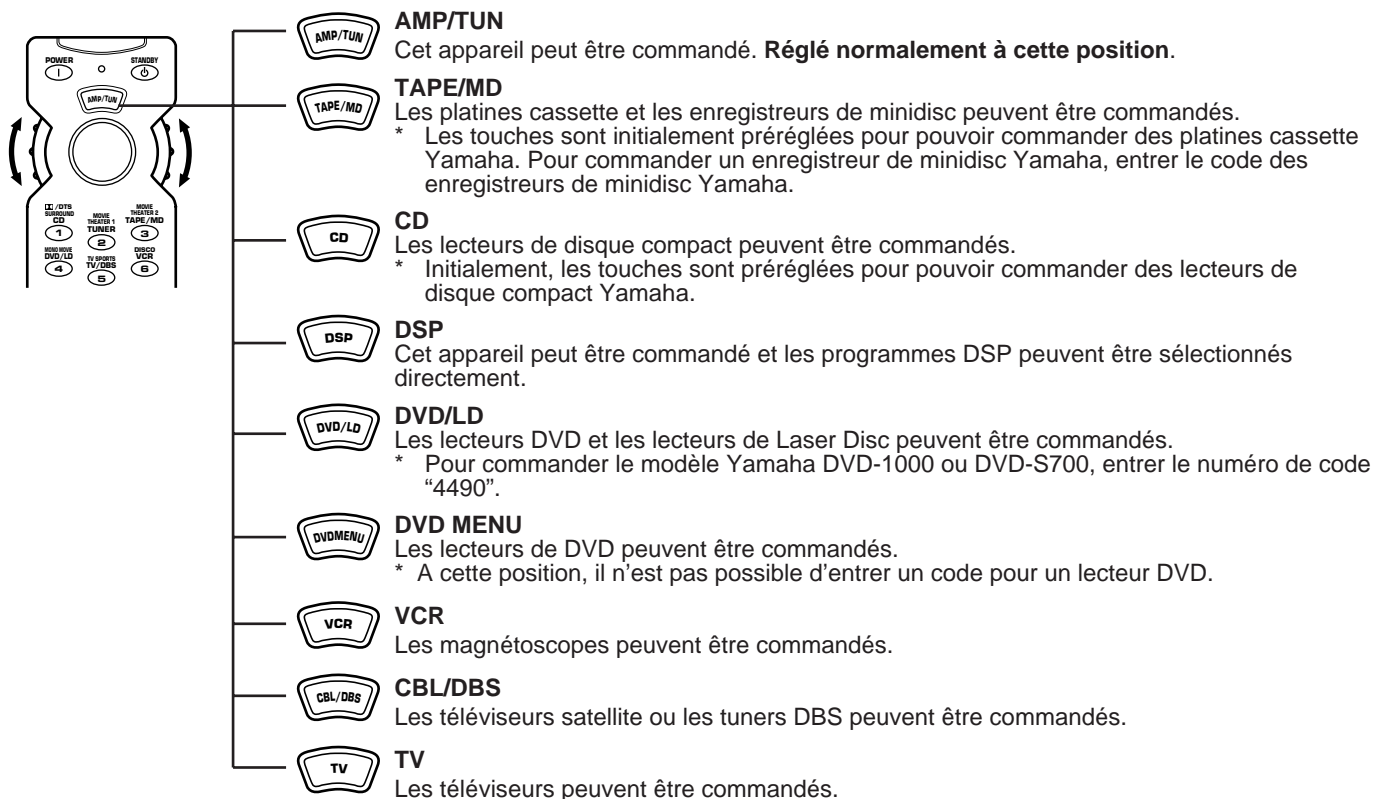 POWER
STANDBY
AMP/TUN
DD/DTS
SURROUND
CD
1
MOVIE
THEATER 1
TUNER
2
MOVIE
THEATER 2
TAPE/MD
3
MONO MOVE
DVD/LD
4
TV SPORTS
TV/DBS
5
DISCO
VCR
6
AMP/TUN
AMP/TUN
Cet appareil peut être commandé. Réglé normalement à cette position.
TAPE/MD
TAPE/MD
Les platines cassette et les enregistreurs de minidisc peuvent être commandés.
* Les touches sont initialement préréglées pour pouvoir commander des platines cassette
Yamaha. Pour commander un enregistreur de minidisc Yamaha, entrer le code des
enregistreurs de minidisc Yamaha.
CD
CD
Les lecteurs de disque compact peuvent être commandés.
* Initialement, les touches sont préréglées pour pouvoir commander des lecteurs de
disque compact Yamaha.
DSP
DSP
Cet appareil peut être commandé et les programmes DSP peuvent être sélectionnés
directement.
DVD/LD
DVD/LD
Les lecteurs DVD et les lecteurs de Laser Disc peuvent être commandés.
* Pour commander le modèle Yamaha DVD-1000 ou DVD-S700, entrer le numéro de code
“4490”.
DVDMENU
DVD MENU
Les lecteurs de DVD peuvent être commandés.
* A cette position, il n’est pas possible d’entrer un code pour un lecteur DVD.
VCR
VCR
Les magnétoscopes peuvent être commandés.
CBL/DBS
CBL/DBS
Les téléviseurs satellite ou les tuners DBS peuvent être commandés.
TV
TV
Les téléviseurs peuvent être commandés.